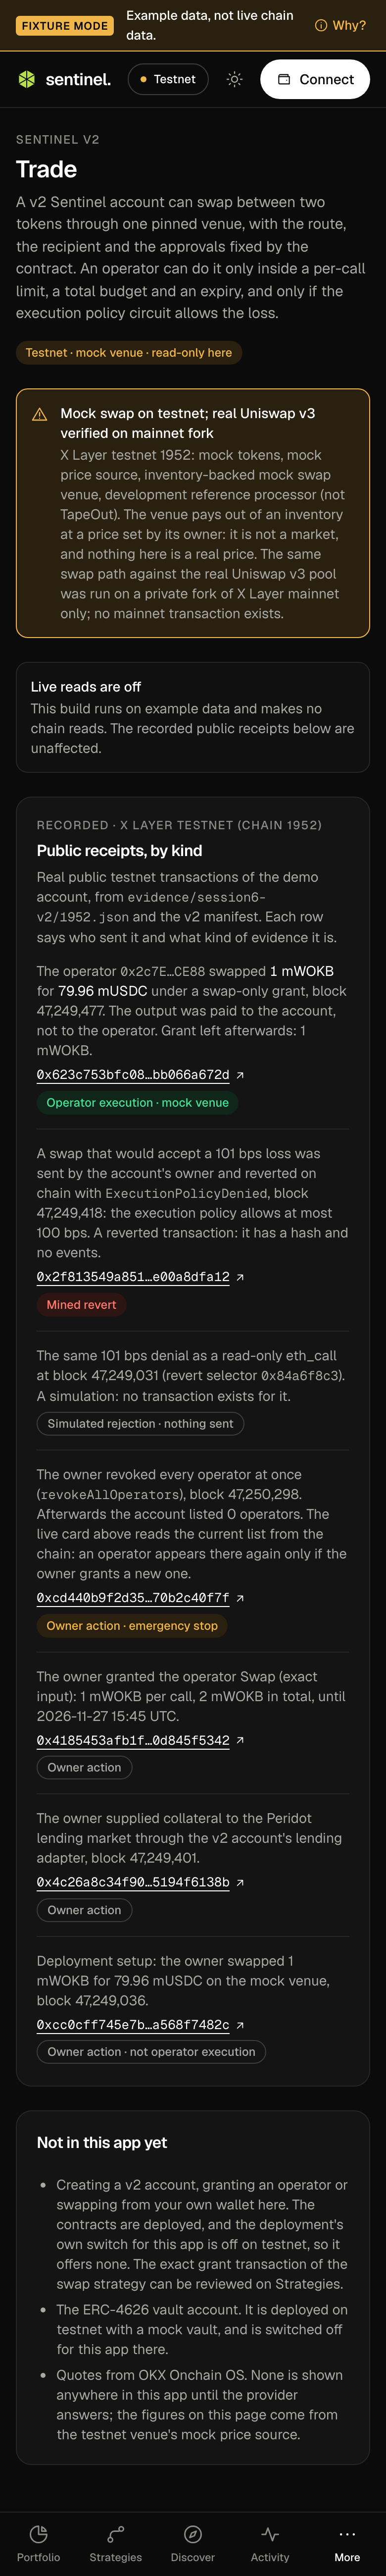 FIXTURE MODE
Example data, not live chain
data.
Why?
sentinel.
Testnet
Connect
SENTINEL V2
Trade
A v2 Sentinel account can swap between two
tokens through one pinned venue, with the route,
the recipient and the approvals fixed by the
contract. An operator can do it only inside a per-call
limit, a total budget and an expiry, and only if the
execution policy circuit allows the loss.
Testnet · mock venue · read-only here
Mock swap on testnet; real Uniswap v3
verified on mainnet fork
X Layer testnet 1952: mock tokens, mock
price source, inventory-backed mock swap
venue, development reference processor (not
TapeOut). The venue pays out of an inventory
at a price set by its owner: it is not a market,
and nothing here is a real price. The same
swap path against the real Uniswap v3 pool
was run on a private fork of X Layer mainnet
only; no mainnet transaction exists.
Live reads are off
This build runs on example data and makes no
chain reads. The recorded public receipts below are
unaffected.
RECORDED · X LAYER TESTNET (CHAIN 1952)
Public receipts, by kind
Real public testnet transactions of the demo
account, from evidence/session6-
v2/1952.json and the v2 manifest. Each row
says who sent it and what kind of evidence it is.
The operator 0x2c7E…CE88 swapped 1 mWOKB
for 79.96 mUSDC under a swap-only grant, block
47,249,477. The output was paid to the account,
not to the operator. Grant left afterwards: 1
mWOKB.
0x623c753bfc08…bb066a672d ↗
Operator execution · mock venue
A swap that would accept a 101 bps loss was
sent by the account's owner and reverted on
chain with ExecutionPolicyDenied, block
47,249,418: the execution policy allows at most
100 bps. A reverted transaction: it has a hash and
no events.
0x2f813549a851…e00a8dfa12 ↗
Mined revert
The same 101 bps denial as a read-only eth_call
at block 47,249,031 (revert selector 0x84a6f8c3).
A simulation: no transaction exists for it.
Simulated rejection · nothing sent
The owner revoked every operator at once
(revokeAllOperators), block 47,250,298.
Afterwards the account listed 0 operators. The
live card above reads the current list from the
chain: an operator appears there again only if the
owner grants a new one.
0xcd440b9f2d35…70b2c40f7f ↗
Owner action · emergency stop
The owner granted the operator Swap (exact
input): 1 mWOKB per call, 2 mWOKB in total, until
2026-11-27 15:45 UTC.
0x4185453afb1f…0d845f5342 ↗
Owner action
The owner supplied collateral to the Peridot
lending market through the v2 account's lending
adapter, block 47,249,401.
0x4c26a8c34f90…5194f6138b ↗
Owner action
Deployment setup: the owner swapped 1
mWOKB for 79.96 mUSDC on the mock venue,
block 47,249,036.
0xcc0cff745e7b…a568f7482c ↗
Owner action · not operator execution
Not in this app yet
• Creating a v2 account, granting an operator or
swapping from your own wallet here. The
contracts are deployed, and the deployment's
own switch for this app is off on testnet, so it
offers none. The exact grant transaction of the
swap strategy can be reviewed on Strategies.
• The ERC-4626 vault account. It is deployed on
testnet with a mock vault, and is switched off
for this app there.
• Quotes from OKX Onchain OS. None is shown
anywhere in this app until the provider
answers; the figures on this page come from
the testnet venue's mock price source.
Portfolio
Strategies
Discover
Activity
More